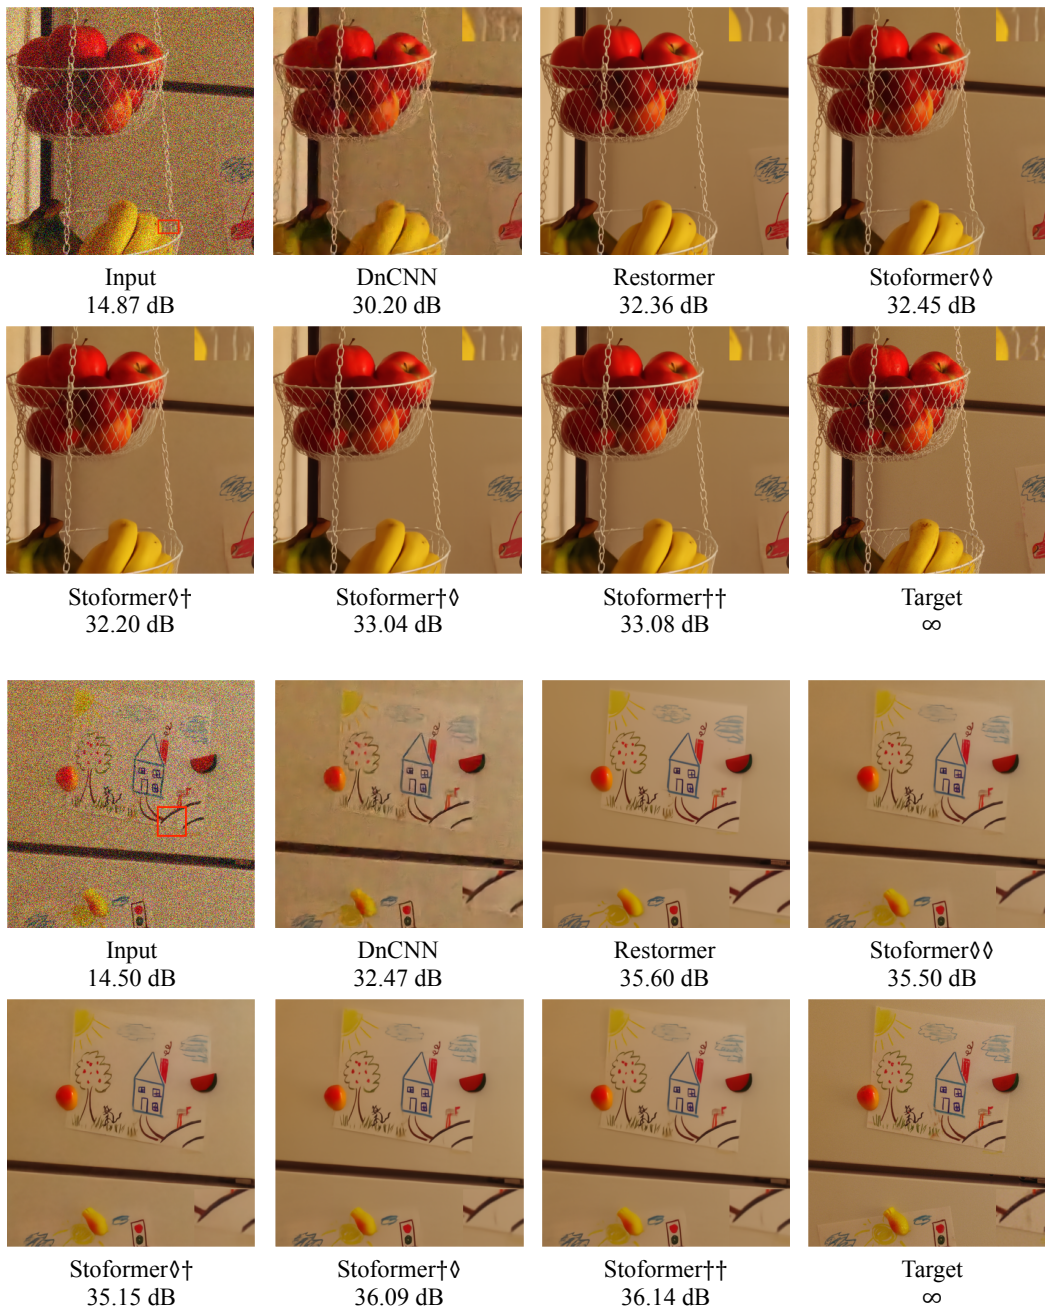 Input
14.87 dB
DnCNN
30.20 dB
Restormer
32.36 dB
Stoformer◊◊
32.45 dB
Stoformer◊†
32.20 dB
Stoformer†◊
33.04 dB
Stoformer††
33.08 dB
Target
∞
Input
14.50 dB
DnCNN
32.47 dB
Restormer
35.60 dB
Stoformer◊◊
35.50 dB
Stoformer◊†
35.15 dB
Stoformer†◊
36.09 dB
Stoformer††
36.14 dB
Target
∞